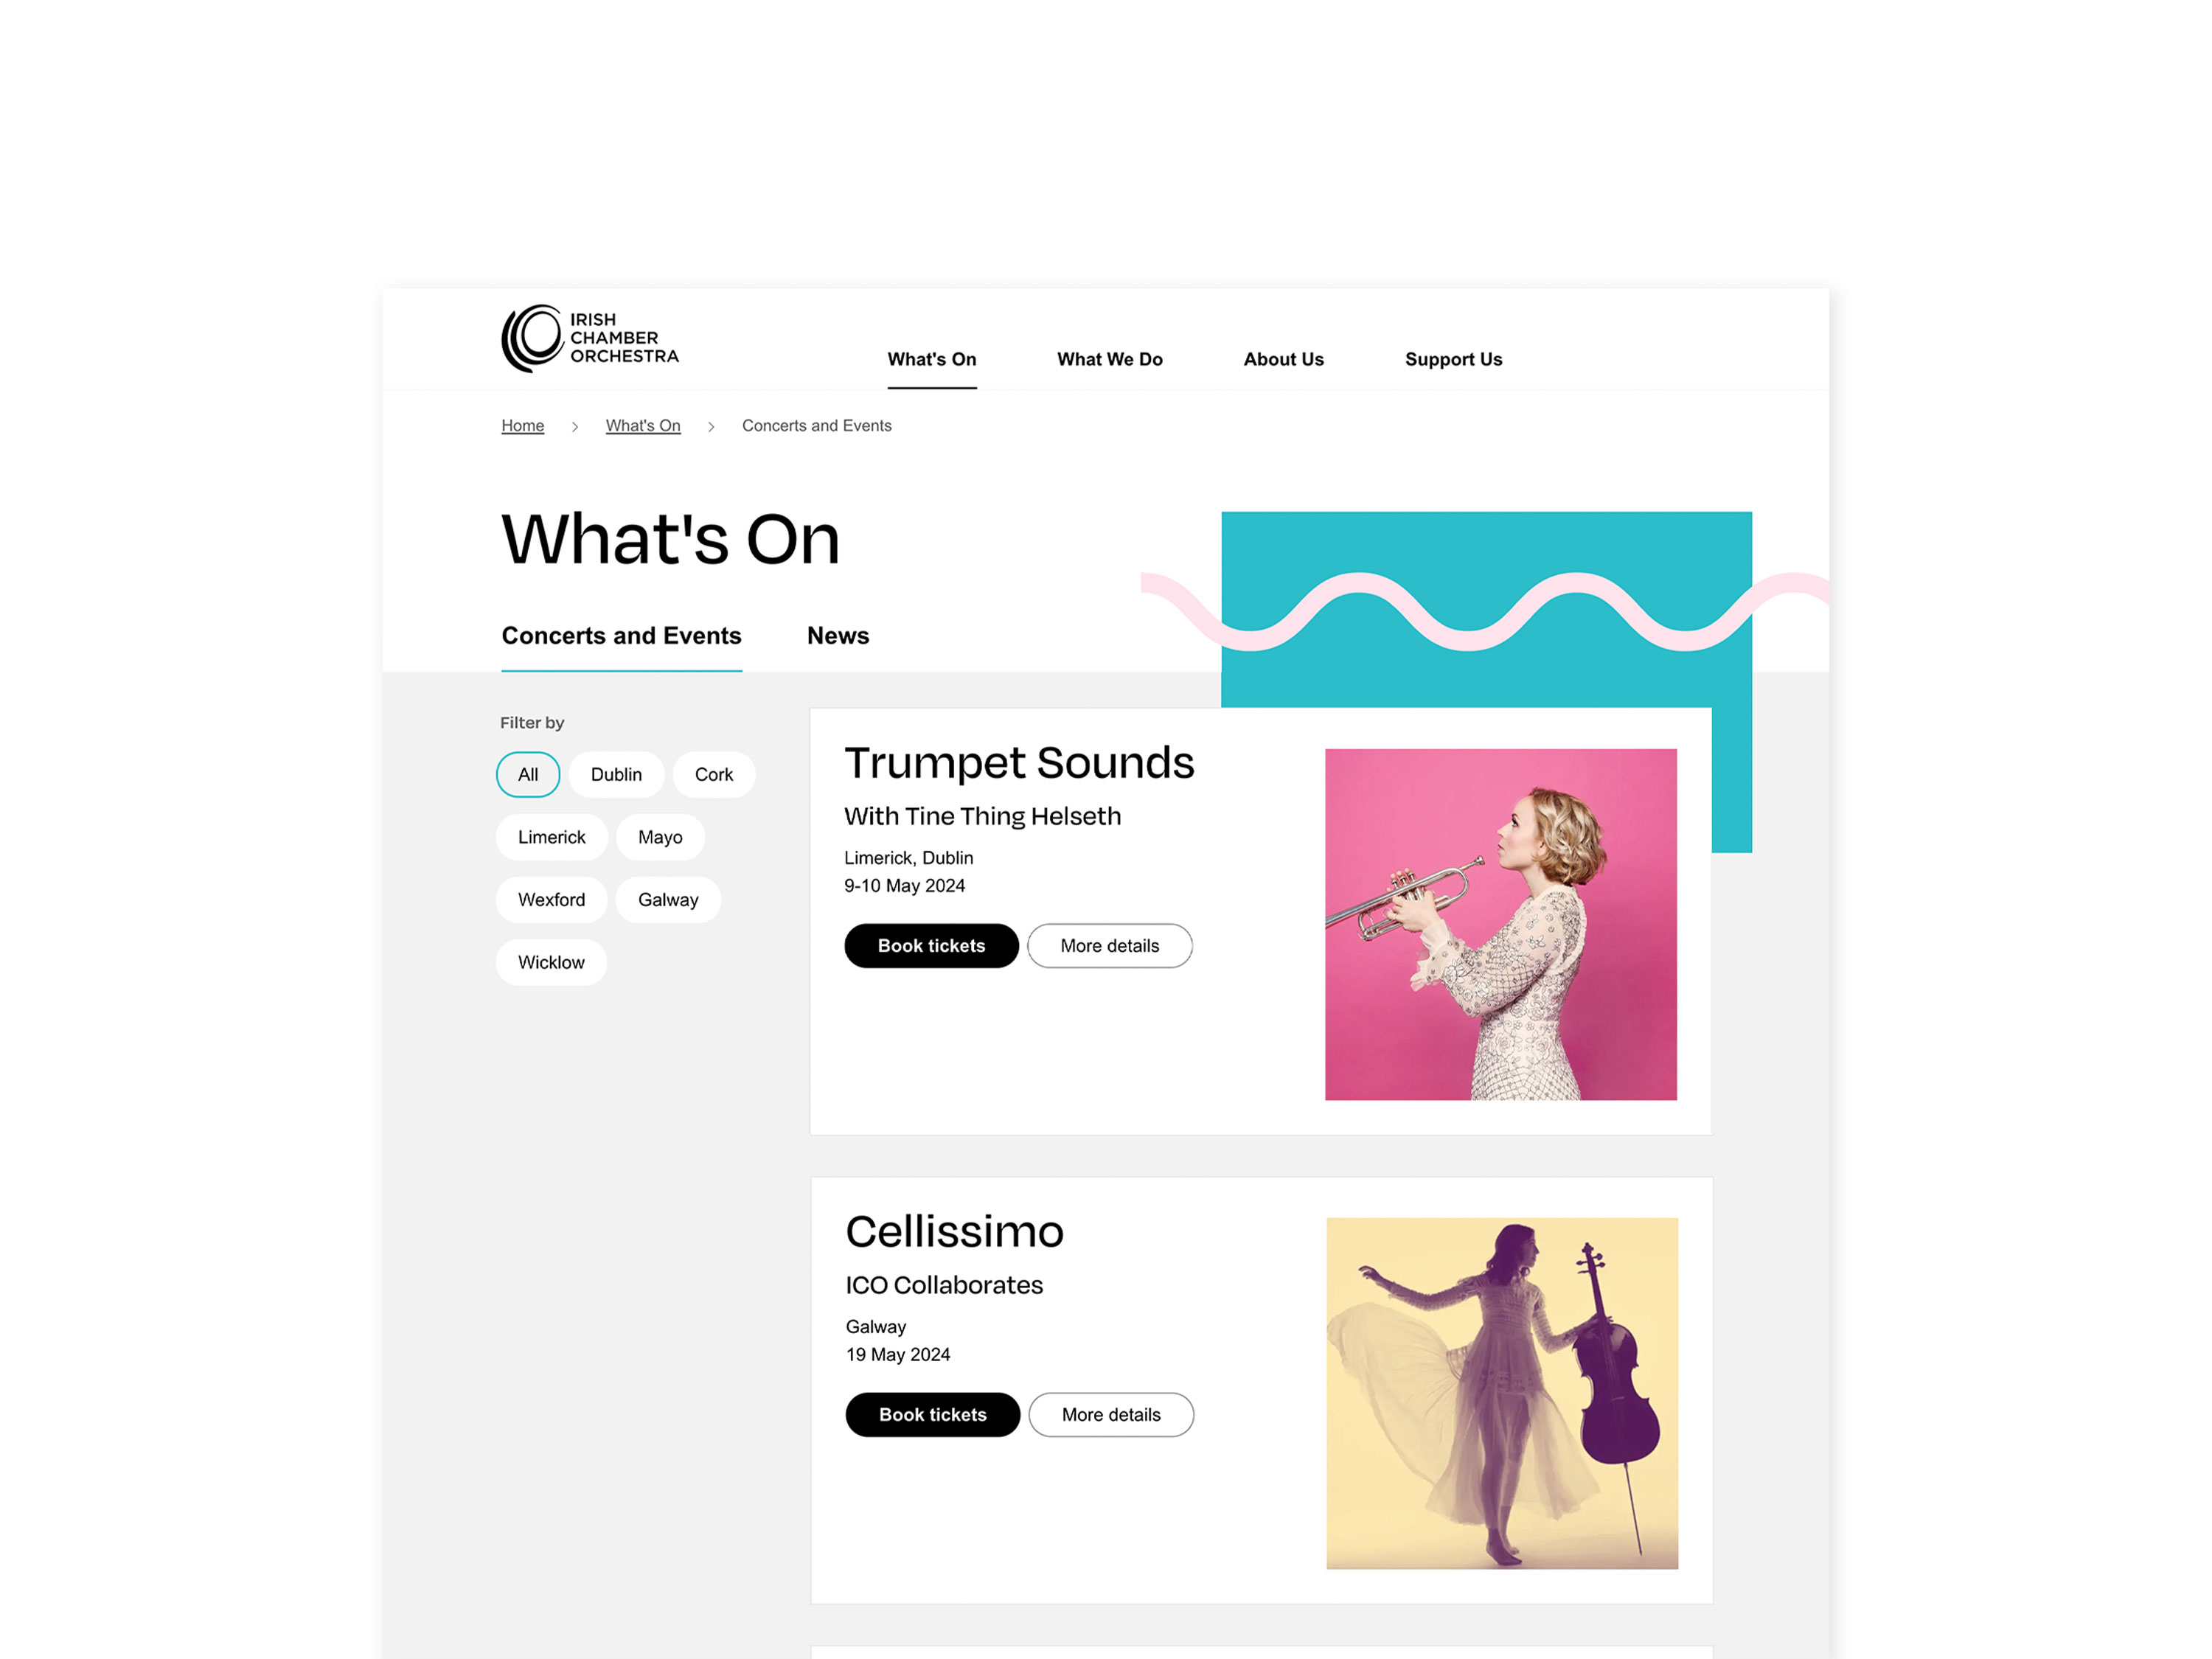 IRISH
CHAMBER
ORCHESTRA
What's On
What We Do
About Us
Support Us
Home > What's On > Concerts and Events
What's On
Concerts and Events
News
Filter by
All
Dublin
Cork
Limerick
Mayo
Wexford
Galway
Wicklow
Trumpet Sounds
With Tine Thing Helseth
Limerick, Dublin
9-10 May 2024
Book tickets
More details
Cellissimo
ICO Collaborates
Galway
19 May 2024
Book tickets
More details